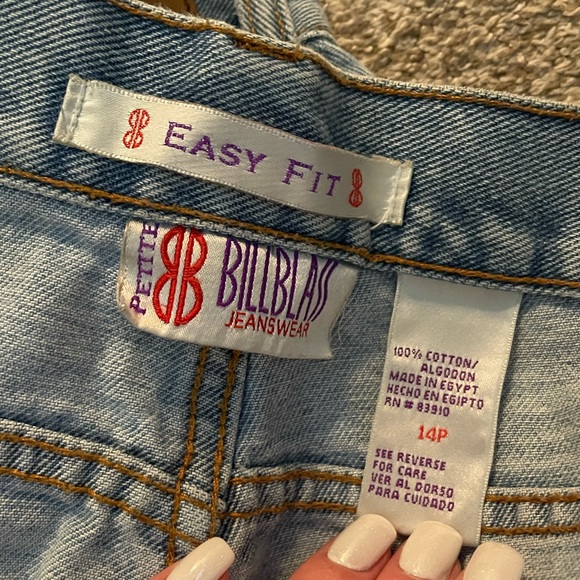 EASY FIT
PETITE
BILLBLASS
JEANSWEAR
100% COTTON/
ALGODON
MADE IN EGYPT
HECHO EN EGIPTO
RN # 83910
14P
SEE REVERSE
FOR CARE
VER AL DORSO
PARA CUIDADO